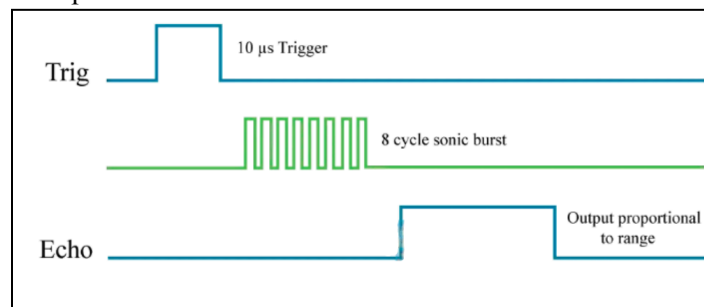 10 µs Trigger
Trig
8 cycle sonic burst
Output proportional
to range
Echo